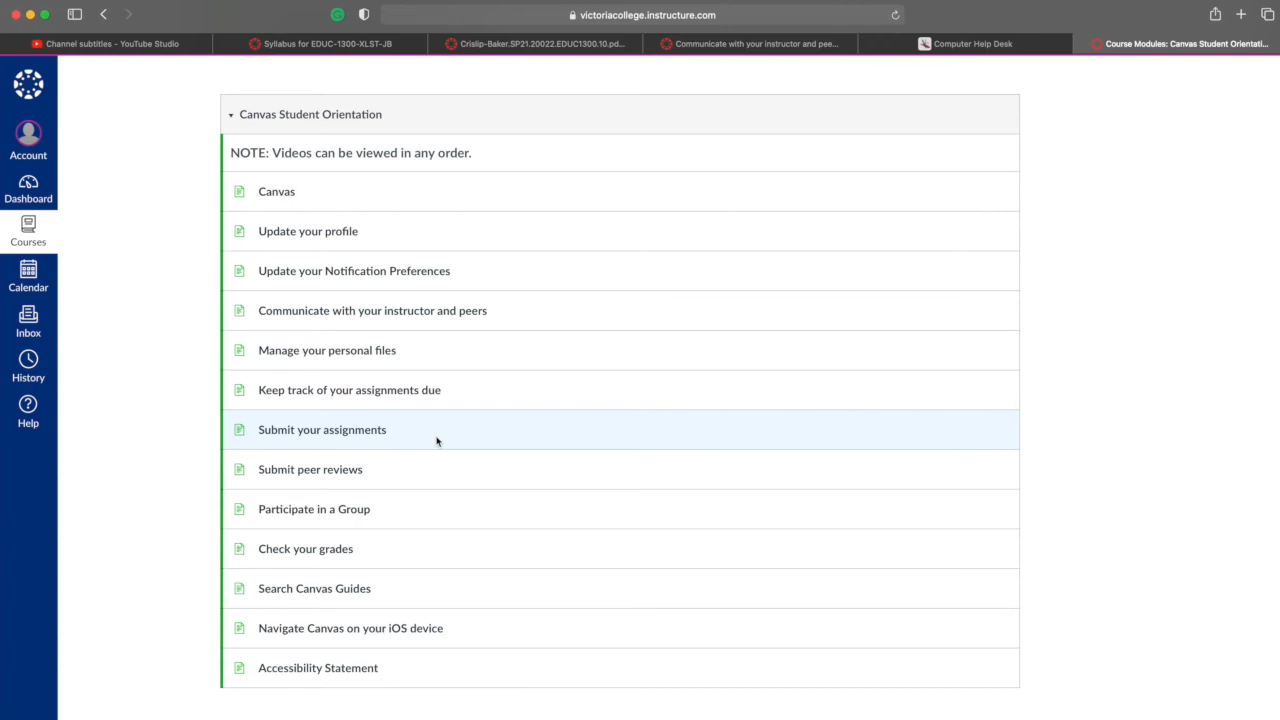 victoriacollege.instructure.com
Channel subtitles - YouTube Studio
Syllabus for EDUC-1300-XLST-JB
Crislip-Baker.SP21.20022.EDUC1300.10.pd...
Communicate with your instructor and pee...
Computer Help Desk
Course Modules: Canvas Student Orientati...
Account
Dashboard
Courses
Calendar
Inbox
History
Help
Canvas Student Orientation
NOTE: Videos can be viewed in any order.
Canvas
Update your profile
Update your Notification Preferences
Communicate with your instructor and peers
Manage your personal files
Keep track of your assignments due
Submit your assignments
Submit peer reviews
Participate in a Group
Check your grades
Search Canvas Guides
Navigate Canvas on your iOS device
Accessibility Statement